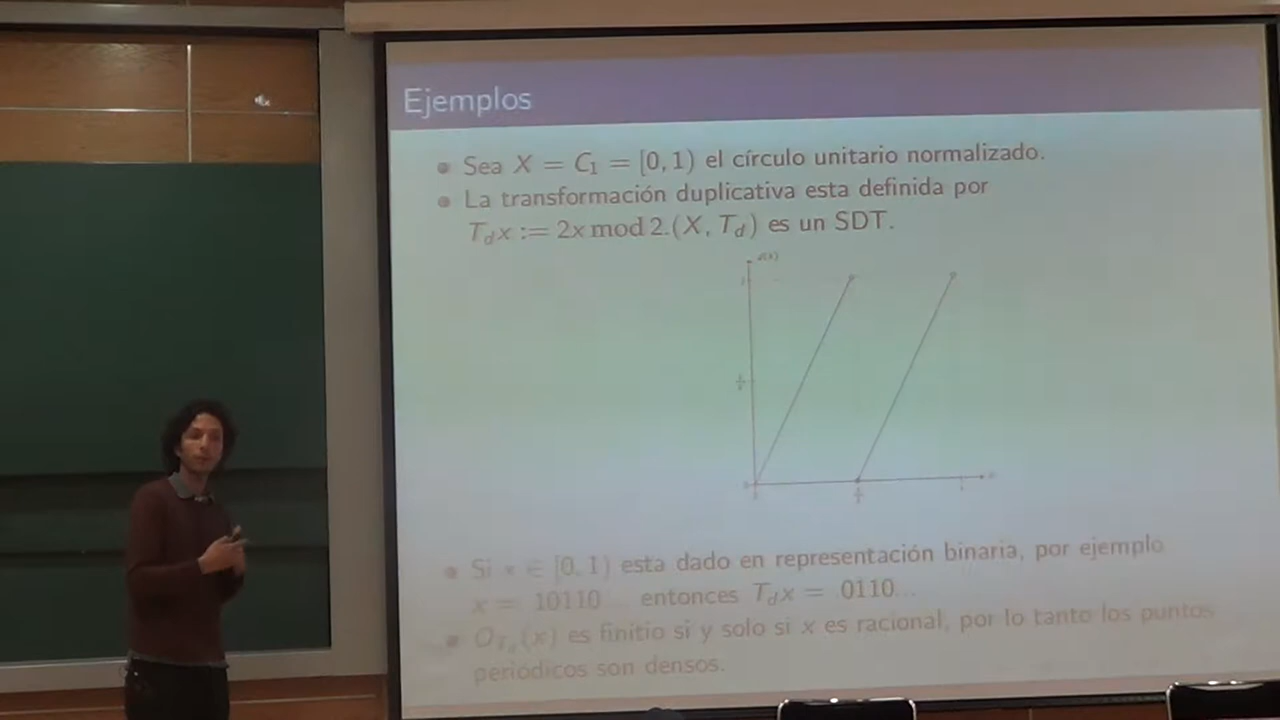 Ejemplos
Sea X = C₁ = [0, 1) el círculo unitario normalizado.
La transformación duplicativa esta definida por
T_d x := 2x mod 2.(X, T_d) es un SDT.
Si x ∈ [0, 1) esta dado en representación binaria, por ejemplo
x = .10110... entonces T_d x = .0110...
O_{T_d}(x) es finitio si y solo si x es racional, por lo tanto los puntos
periódicos son densos.